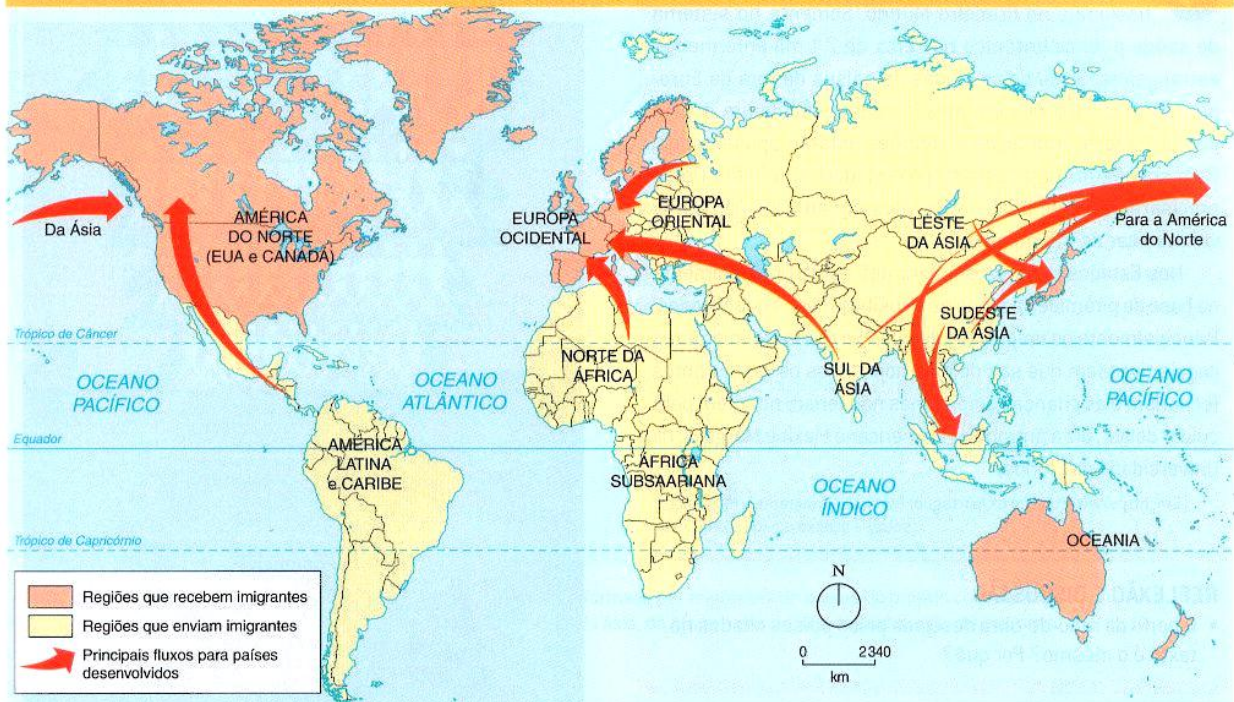 Da Ásia
AMÉRICA
DO NORTE
(EUA e CANADÁ)
EUROPA
OCIDENTAL
EUROPA
ORIENTAL
LESTE
DA ÁSIA
Para a América
do Norte
SUDESTE
DA ÁSIA
Trópico de Câncer
OCEANO
PACÍFICO
OCEANO
ATLÂNTICO
NORTE DA
ÁFRICA
SUL DA
ÁSIA
OCEANO
PACÍFICO
Equador
AMÉRICA
LATINA
e CARIBE
ÁFRICA
SUBSAARIANA
OCEANO
ÍNDICO
Trópico de Capricórnio
OCEANIA
Regiões que recebem imigrantes
Regiões que enviam imigrantes
Principais fluxos para países
desenvolvidos
N
0 2340
km